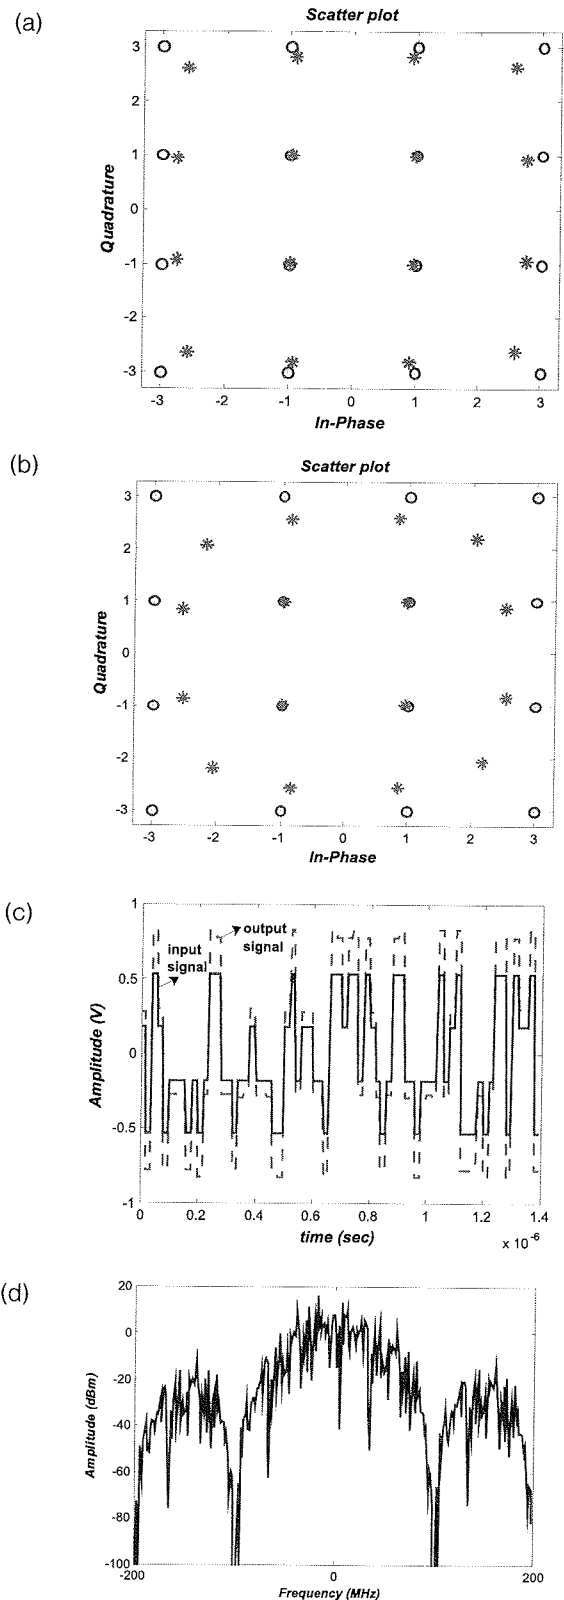 (a)
Scatter plot
3
2
1
0
-1
-2
-3
Quadrature
-3 -2 -1 0 1 2 3
In-Phase
(b)
Scatter plot
3
2
1
0
-1
-2
-3
Quadrature
-3 -2 -1 0 1 2 3
In-Phase
(c)
1
0.5
0
-0.5
-1
Amplitude (V)
input signal
output signal
0 0.2 0.4 0.6 0.8 1 1.2 1.4
time (sec)
x 10-6
(d)
20
0
-20
-40
-60
-80
-100
Amplitude (dBm)
-200 0 200
Frequency (MHz)